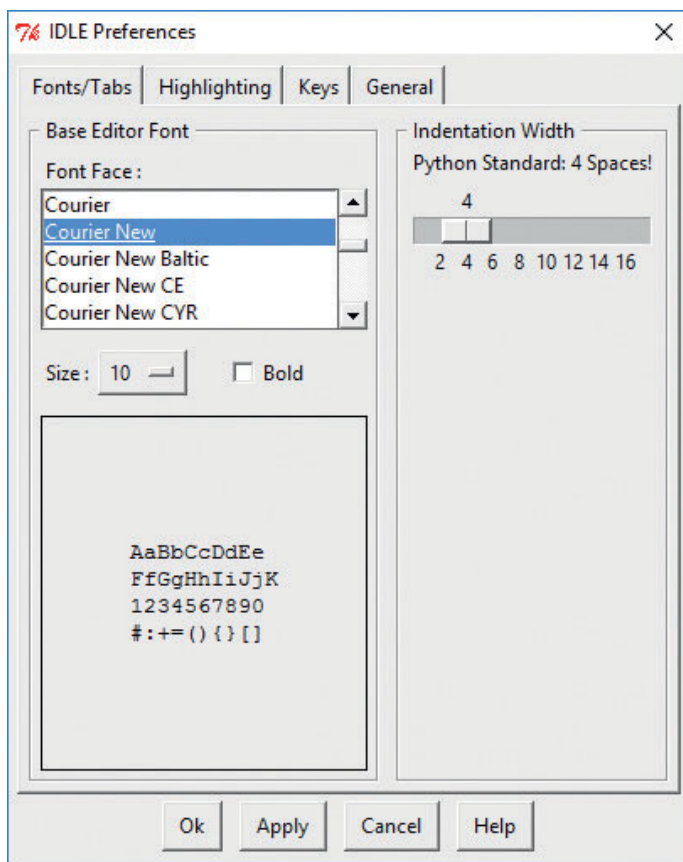 IDLE Preferences
Fonts/Tabs Highlighting Keys General
Base Editor Font
Font Face :
Courier
Courier New
Courier New Baltic
Courier New CE
Courier New CYR
Size : 10 Bold
AaBbCcDdEe
FfGgHhIiJjK
1234567890
#:+=(){}[]
Indentation Width
Python Standard: 4 Spaces!
4
2 4 6 8 10 12 14 16
Ok Apply Cancel Help